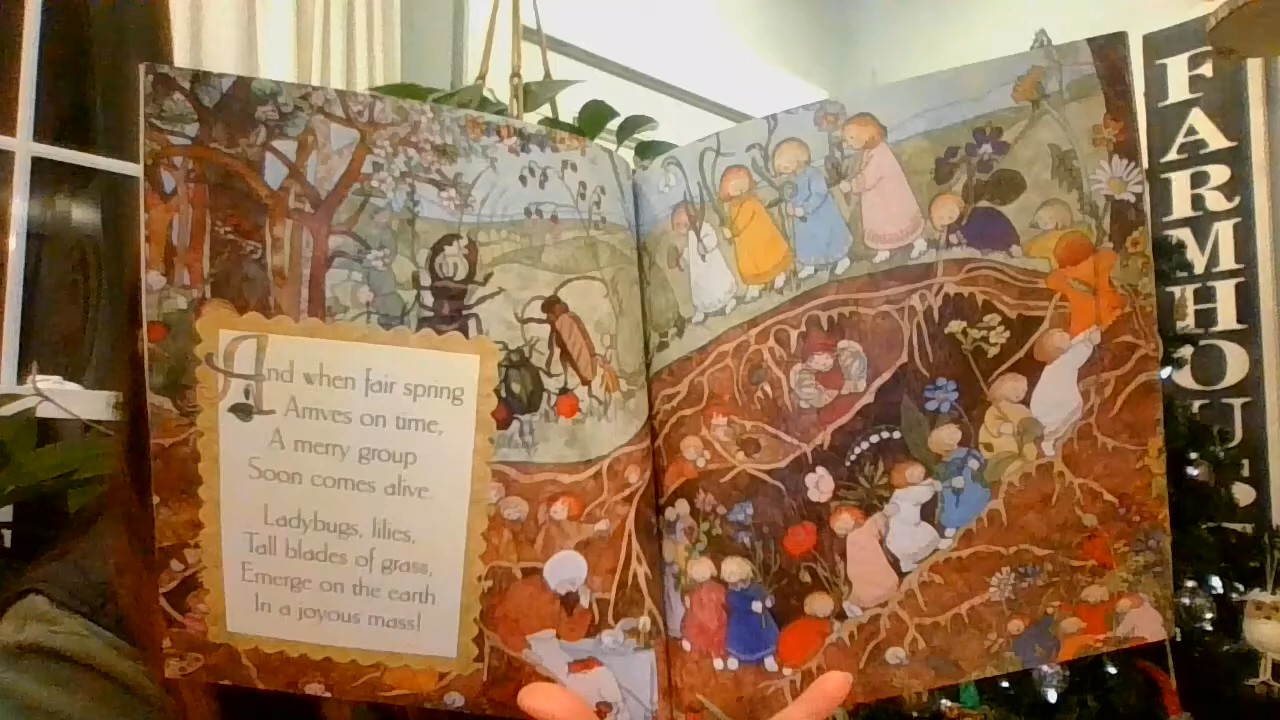 And when fair spring
Arrives on time,
A merry group
Soon comes alive.
Ladybugs, lilies,
Tall blades of grass,
Emerge on the earth
In a joyous mass!
FARMHOU